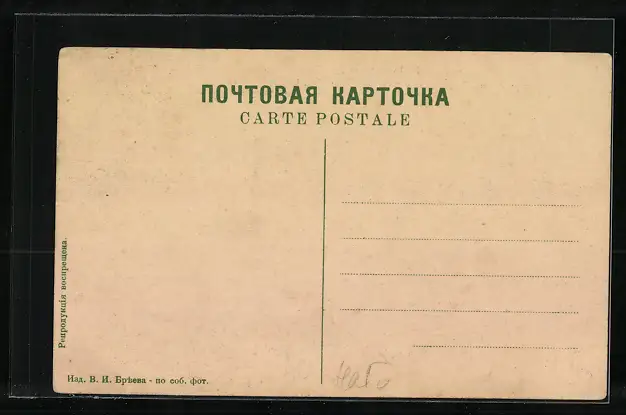 ПОЧТОВАЯ КАРТОЧКА
CARTE POSTALE
Репродукція воспрещена.
Изд. В. И. Брѣева - по соб. фот.